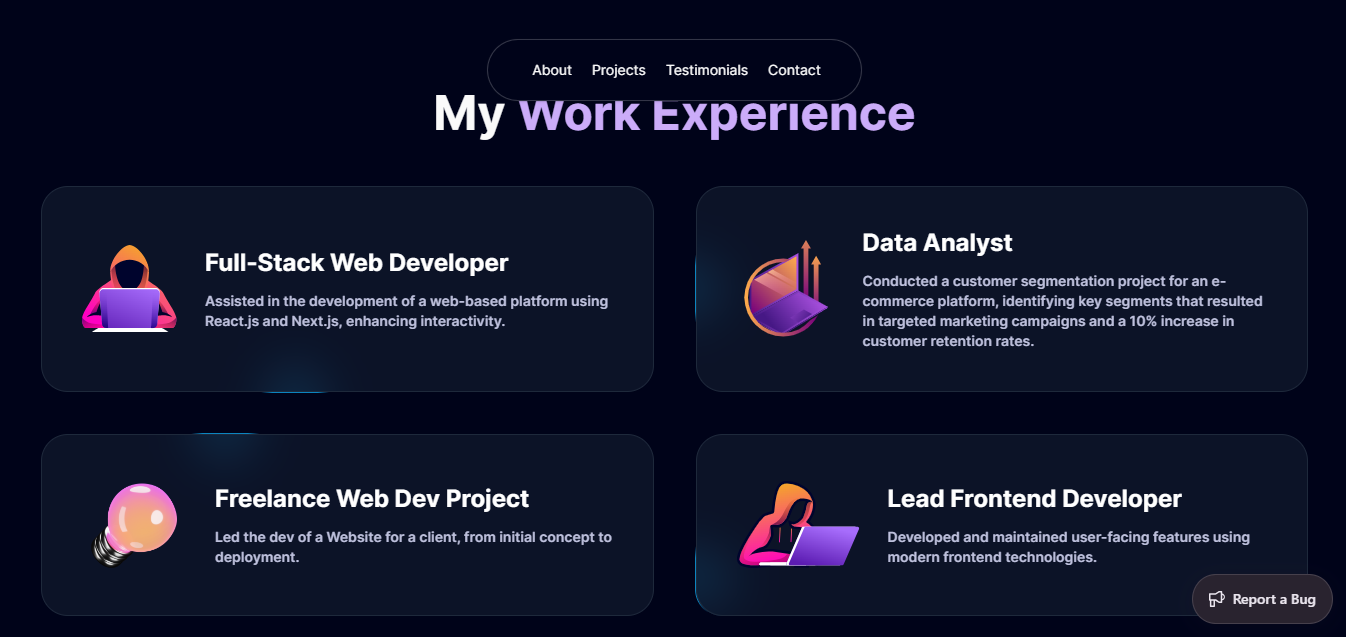 About Projects Testimonials Contact
My Work Experience
Full-Stack Web Developer
Assisted in the development of a web-based platform using
React.js and Next.js, enhancing interactivity.
Data Analyst
Conducted a customer segmentation project for an e-
commerce platform, identifying key segments that resulted
in targeted marketing campaigns and a 10% increase in
customer retention rates.
Freelance Web Dev Project
Led the dev of a Website for a client, from initial concept to
deployment.
Lead Frontend Developer
Developed and maintained user-facing features using
modern frontend technologies.
Report a Bug